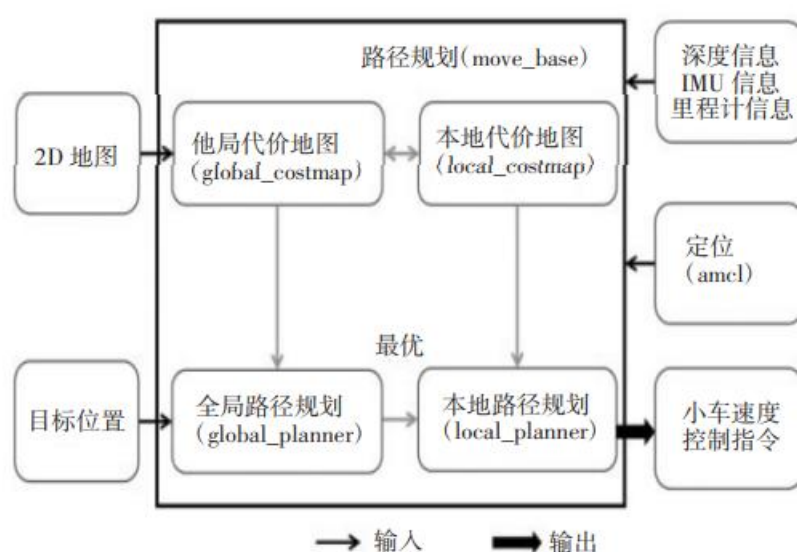 路径规划(move_base)
深度信息
IMU 信息
里程计信息
2D 地图
他局代价地图
(global_costmap)
本地代价地图
(local_costmap)
定位
(amcl)
最优
目标位置
全局路径规划
(global_planner)
本地路径规划
(local_planner)
小车速度
控制指令
输入
输出